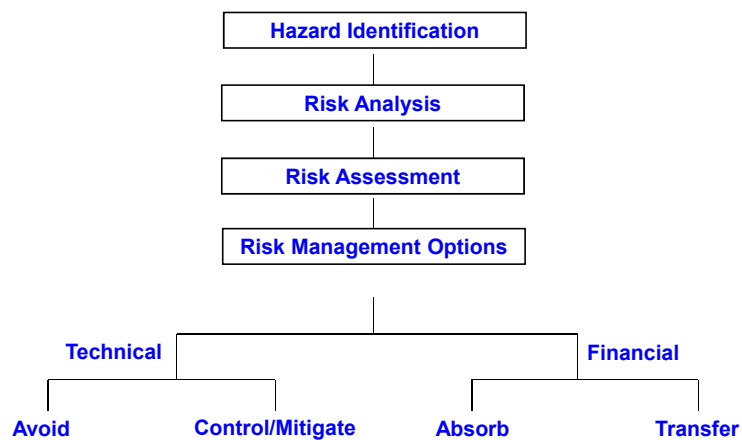 Hazard Identification
Risk Analysis
Risk Assessment
Risk Management Options
Technical
Financial
Avoid
Control/Mitigate
Absorb
Transfer